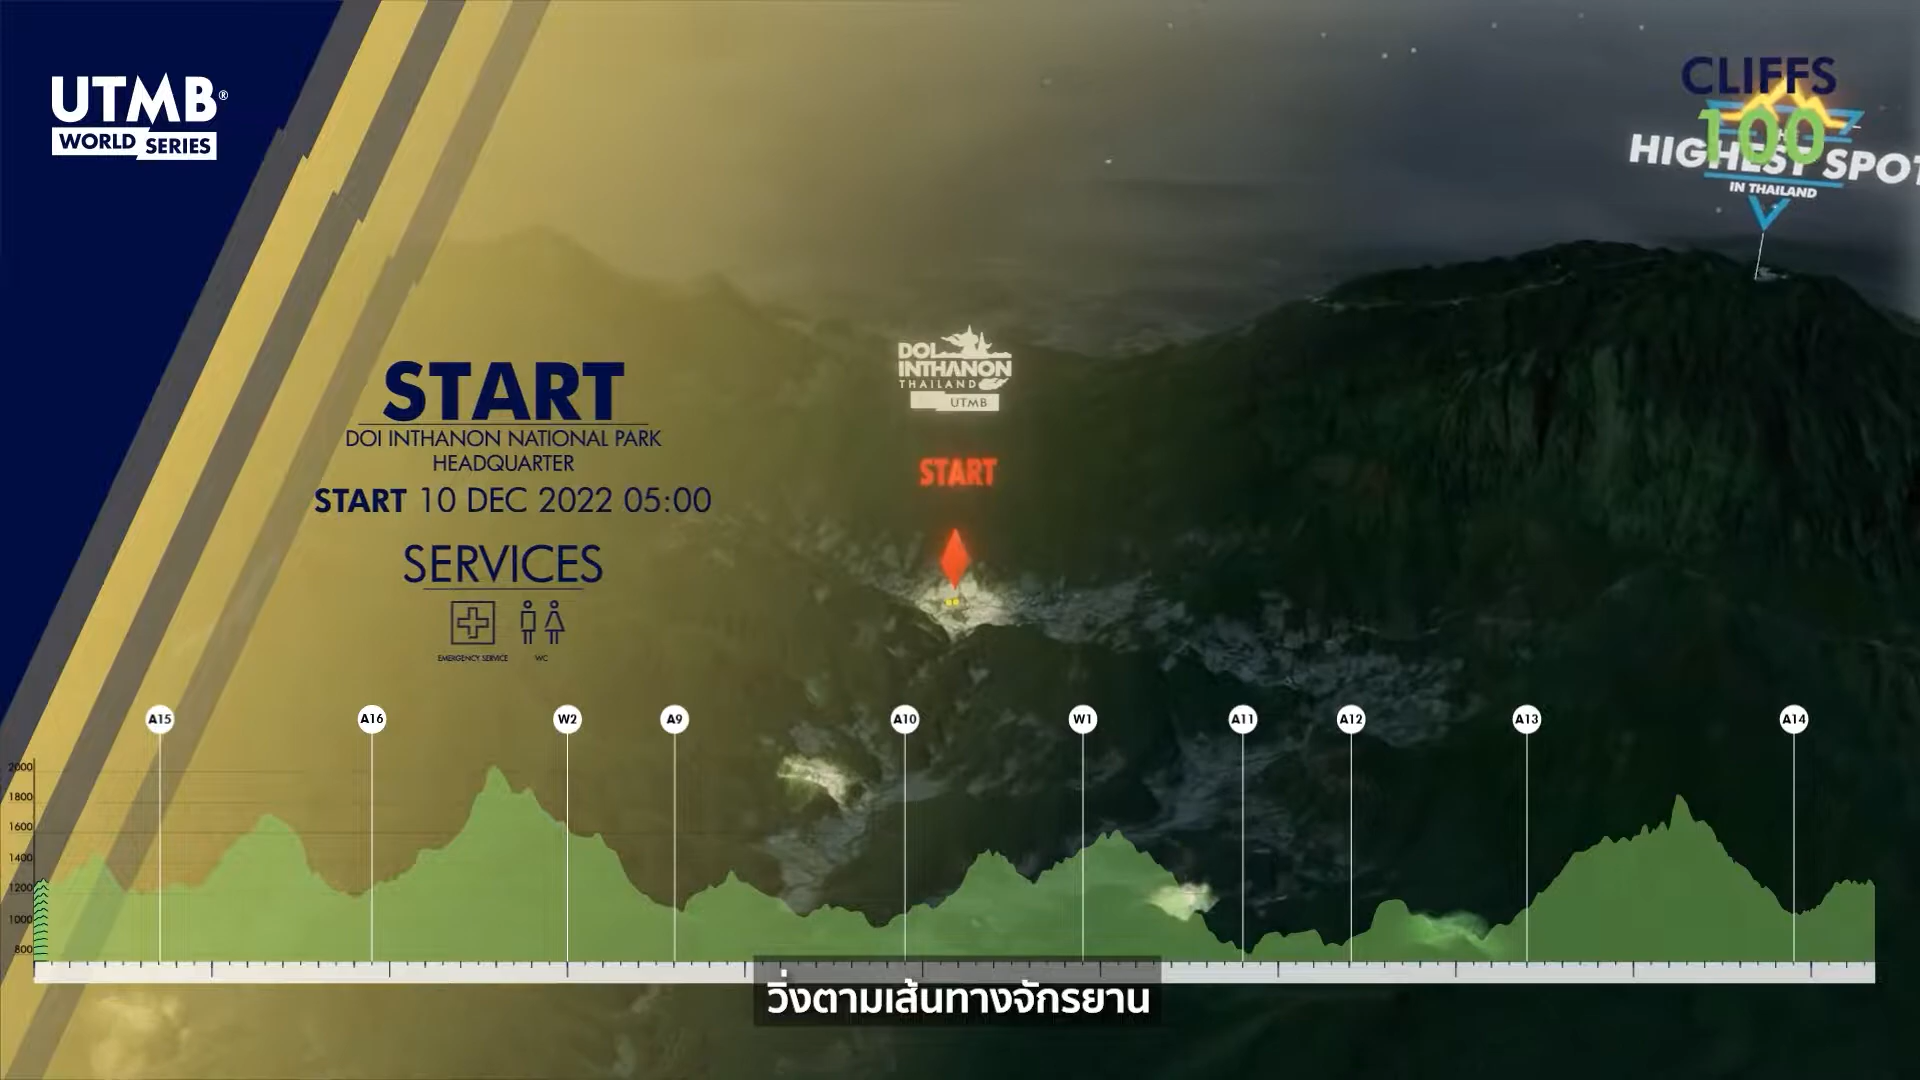 UTMB®
WORLD SERIES
CLIFFS
100
THE
HIGHEST SPOT
IN THAILAND
DOI
INTHANON
THAILAND
UTMB
START
START
DOI INTHANON NATIONAL PARK
HEADQUARTER
START 10 DEC 2022 05:00
SERVICES
EMERGENCY SERVICE WC
A15 A16 W2 A9 A10 W1 A11 A12 A13 A14
2000
1800
1600
1400
1200
1000
800
วิ่งตามเส้นทางจักรยาน